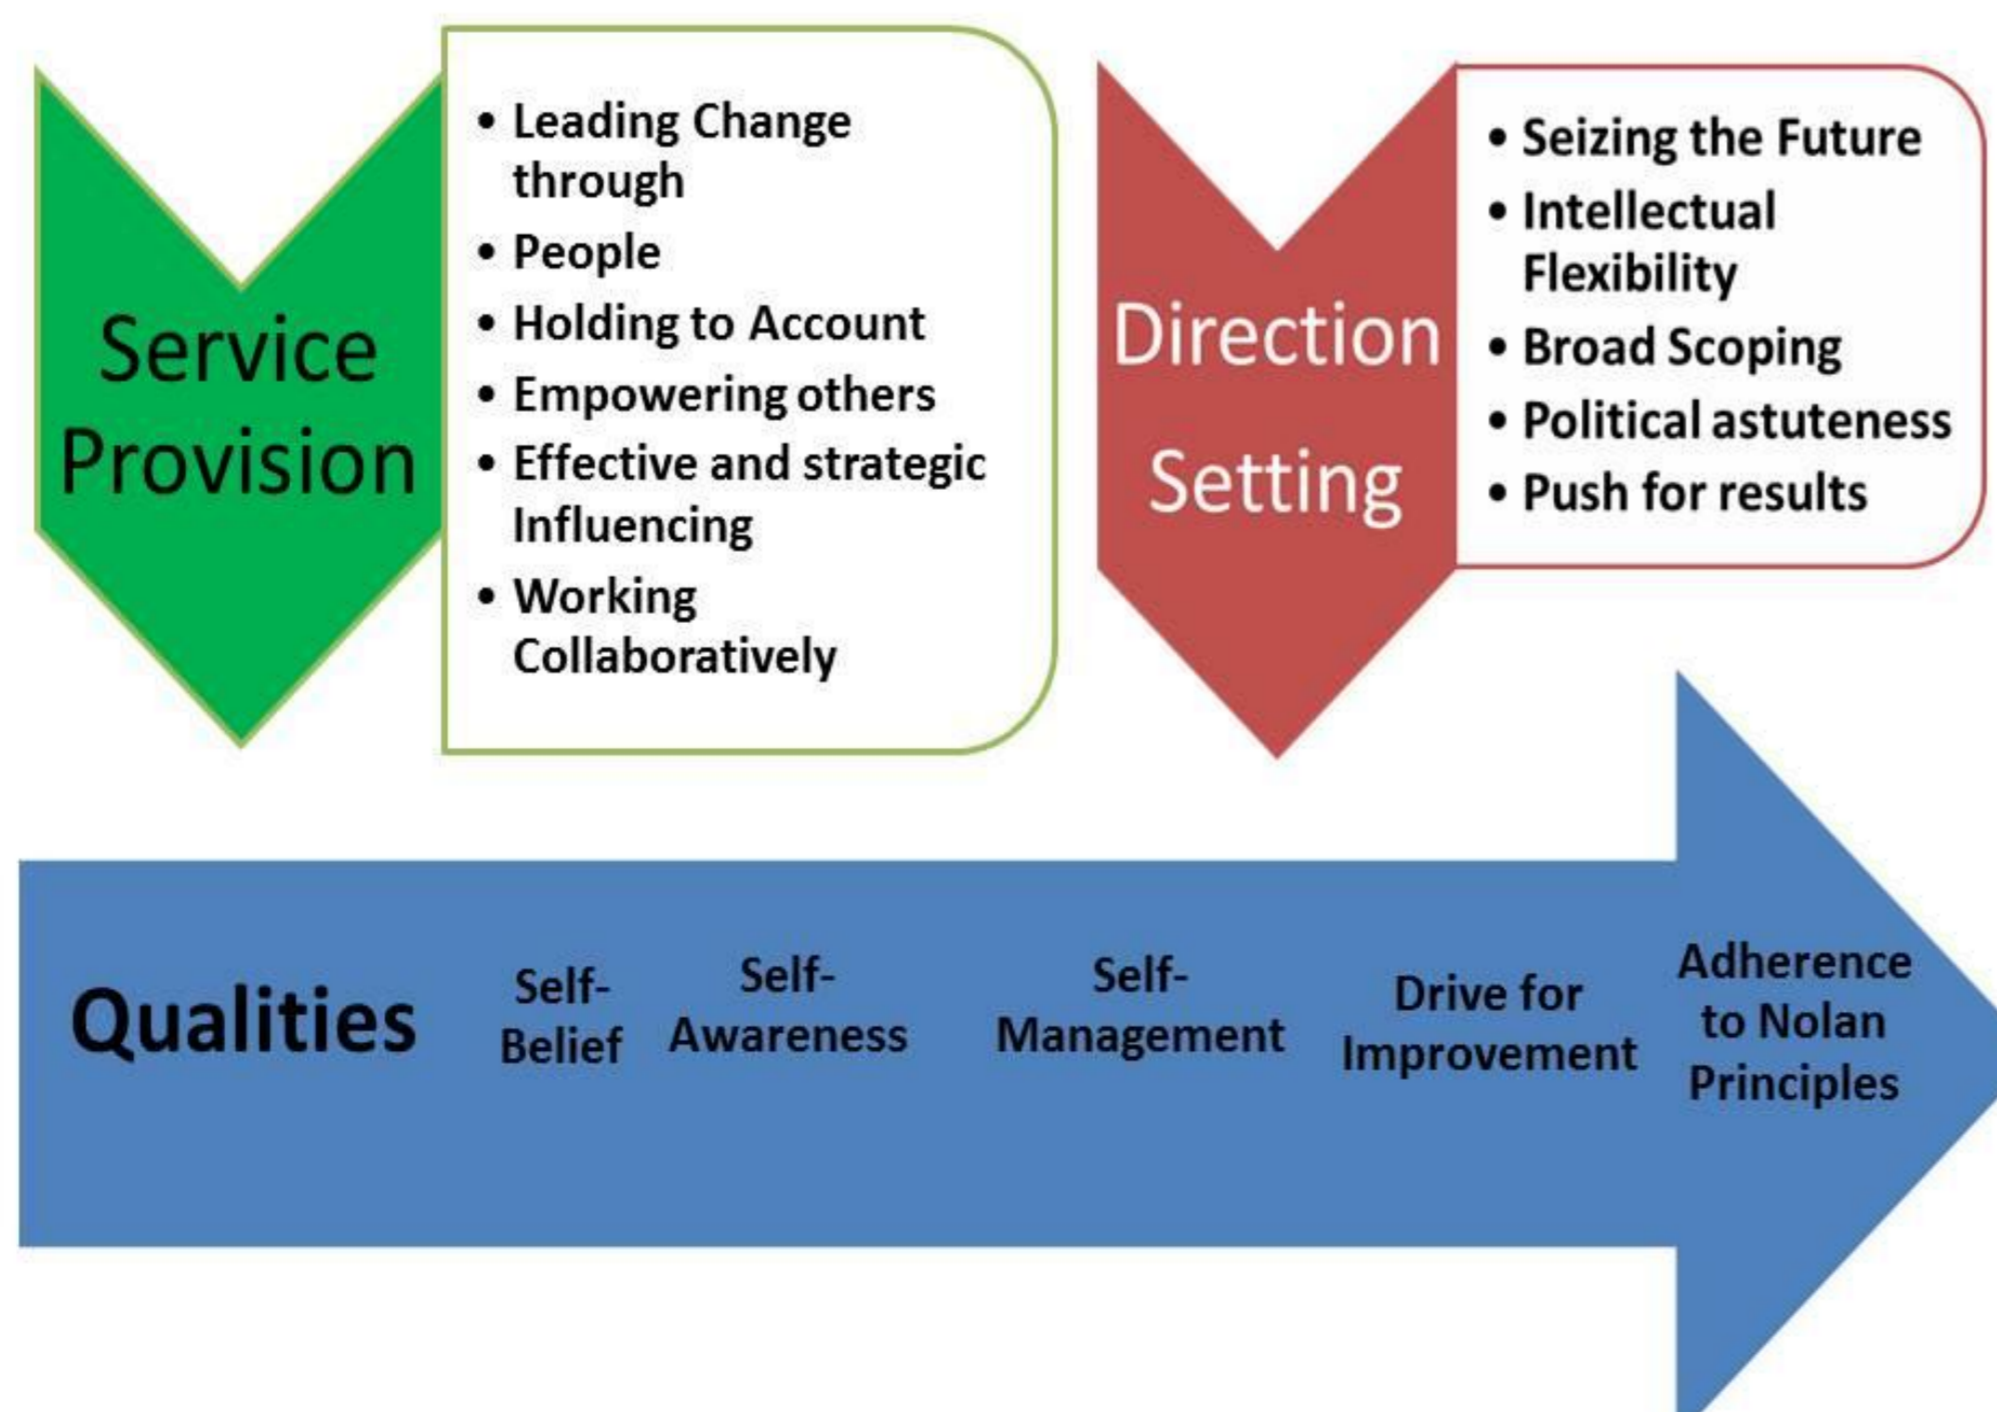 Service
Provision
• Leading Change
through
• People
• Holding to Account
• Empowering others
• Effective and strategic
Influencing
• Working
Collaboratively
Direction
Setting
• Seizing the Future
• Intellectual
Flexibility
• Broad Scoping
• Political astuteness
• Push for results
Qualities
Self-
Belief
Self-
Awareness
Self-
Management
Drive for
Improvement
Adherence
to Nolan
Principles